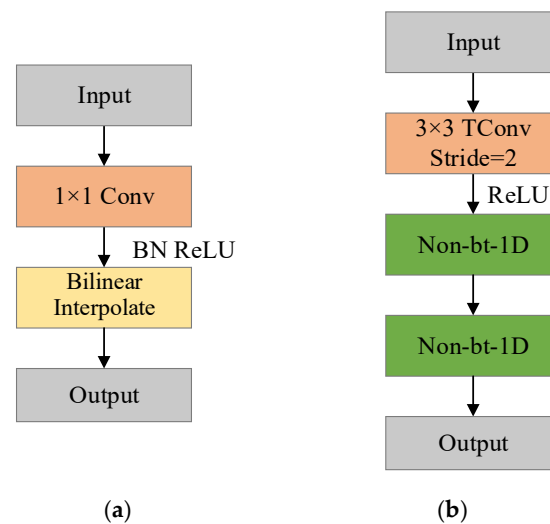 Input
1×1 Conv
BN ReLU
Bilinear
Interpolate
Output
(a)
Input
3×3 TConv
Stride=2
ReLU
Non-bt-1D
Non-bt-1D
Output
(b)